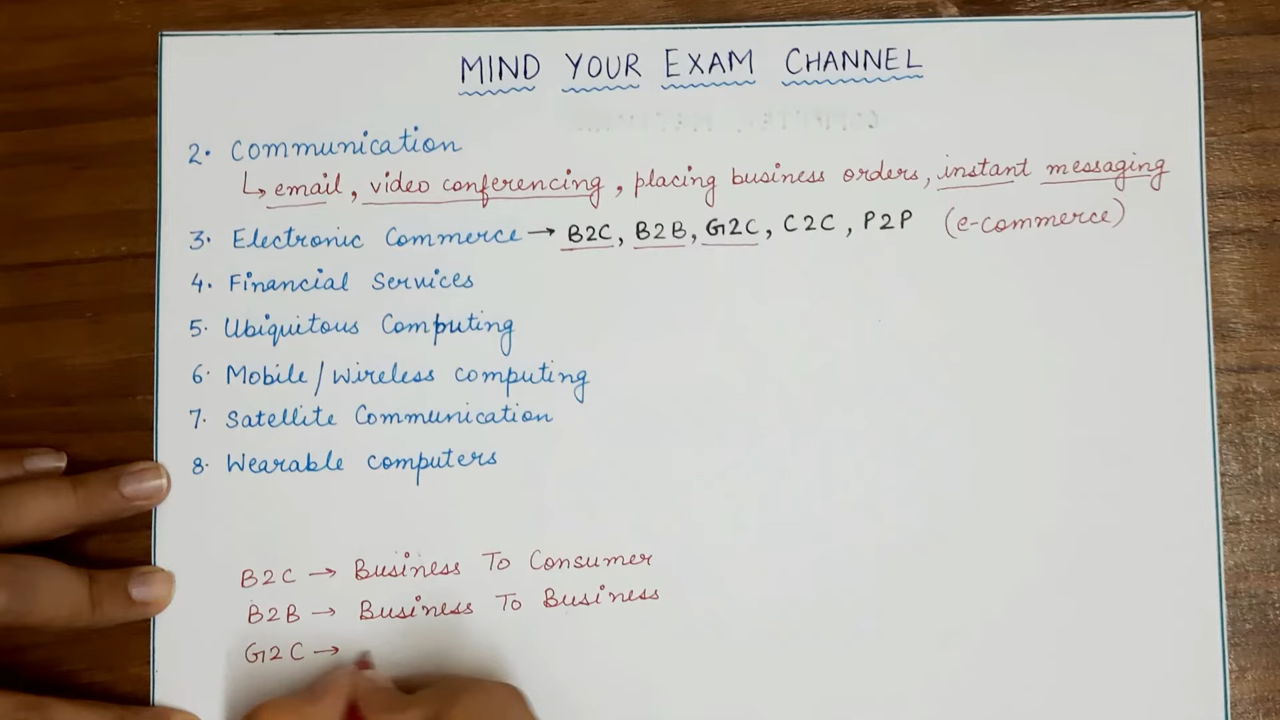 MIND YOUR EXAM CHANNEL
2. Communication
↳ email, video conferencing, placing business orders, instant messaging
3. Electronic Commerce → B2C, B2B, G2C, C2C, P2P (e-commerce)
4. Financial Services
5. Ubiquitous Computing
6. Mobile/wireless computing
7. Satellite Communication
8. Wearable computers
B2C → Business To Consumer
B2B → Business To Business
G2C →